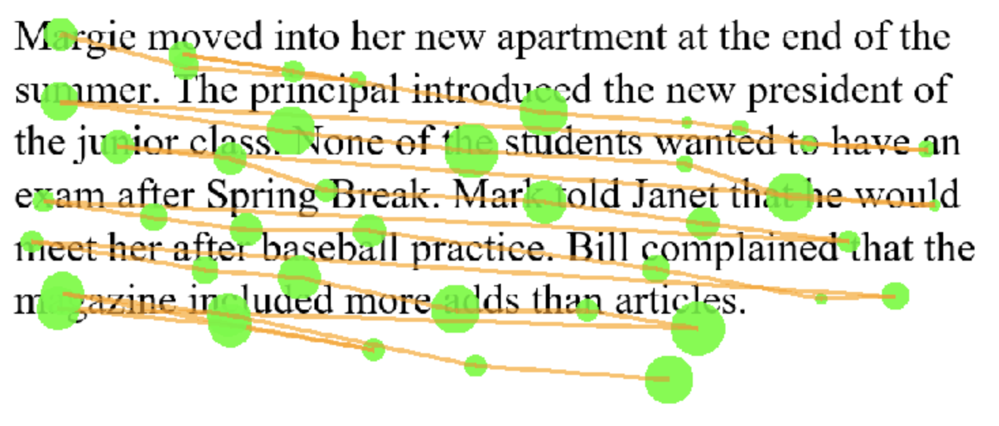 Margie moved into her new apartment at the end of the
summer. The principal introduced the new president of
the junior class. None of the students wanted to have an
exam after Spring Break. Mark told Janet that he would
meet her after baseball practice. Bill complained that the
magazine included more adds than articles.